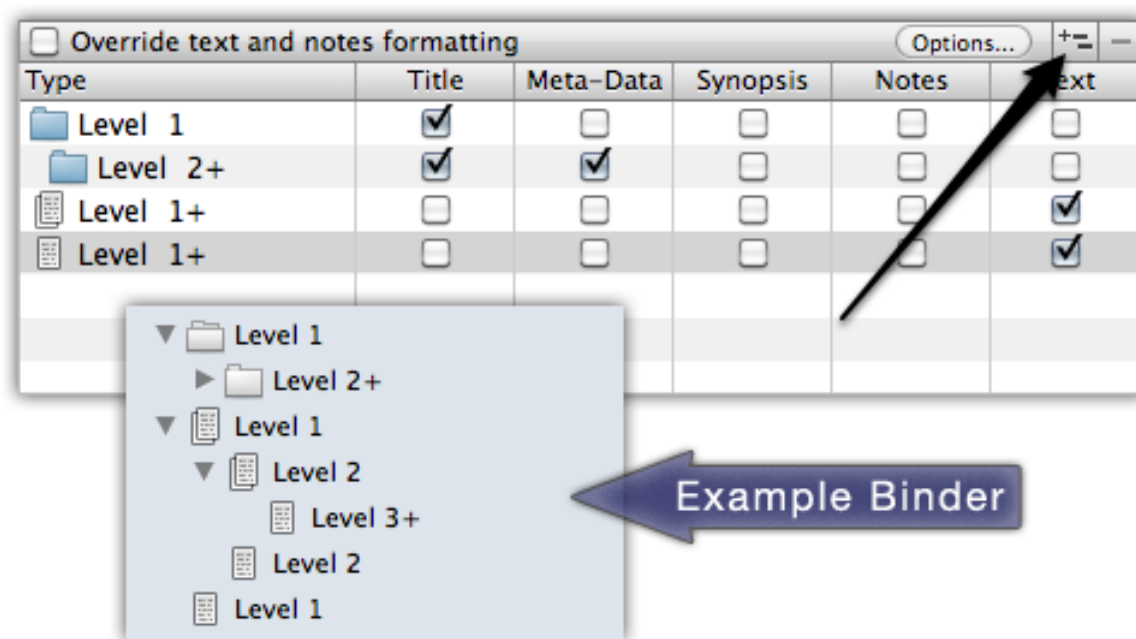 Override text and notes formatting Options...
Type Title Meta-Data Synopsis Notes ext
Level 1
Level 2+
Level 1+
Level 1+
Level 1
Level 2+
Level 1
Level 2
Level 3+
Level 2
Level 1
Example Binder